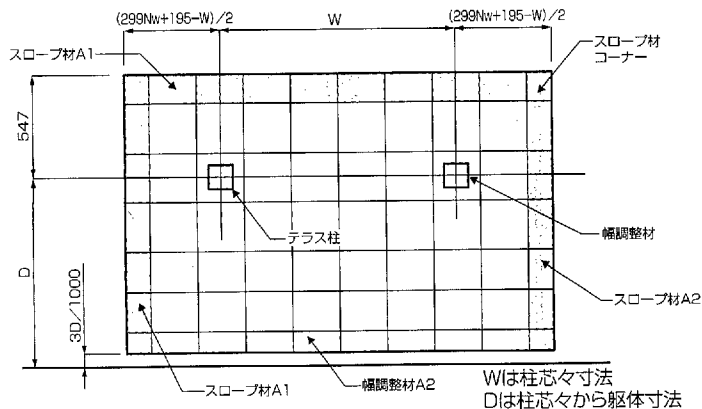 (299Nw+195-W)/2
W
(299Nw+195-W)/2
スロープ材A1
スロープ材
コーナー
547
テラス柱
幅調整材
D
3D/1000
スロープ材A2
スロープ材A1
幅調整材A2
Wは柱芯々寸法
Dは柱芯々から躯体寸法